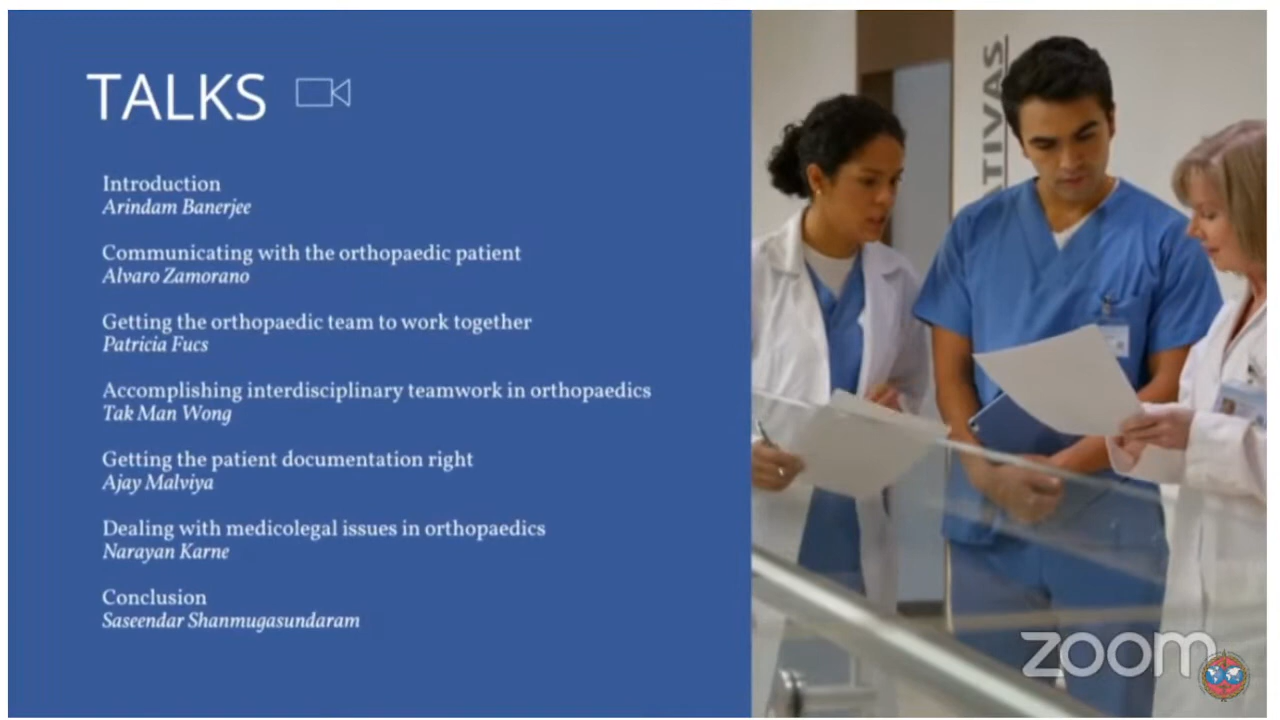 TALKS
Introduction
Arindam Banerjee
Communicating with the orthopaedic patient
Alvaro Zamorano
Getting the orthopaedic team to work together
Patricia Fucs
Accomplishing interdisciplinary teamwork in orthopaedics
Tak Man Wong
Getting the patient documentation right
Ajay Malviya
Dealing with medicolegal issues in orthopaedics
Narayan Karne
Conclusion
Saseendar Shanmugasundaram
TIVAS
zoom